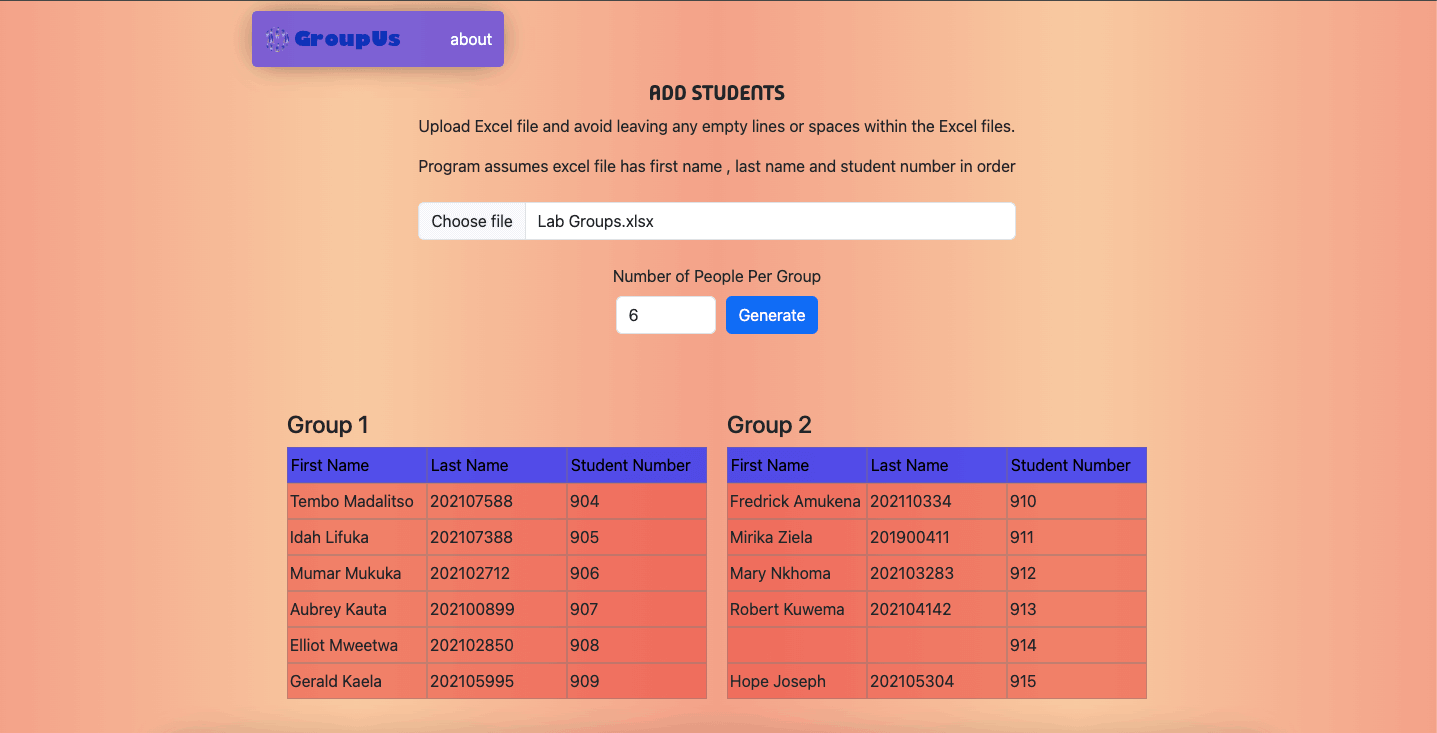 GroupUs about
ADD STUDENTS
Upload Excel file and avoid leaving any empty lines or spaces within the Excel files.
Program assumes excel file has first name , last name and student number in order
Choose file Lab Groups.xlsx
Number of People Per Group
6 Generate
Group 1
First Name Last Name Student Number
Tembo Madalitso 202107588 904
Idah Lifuka 202107388 905
Mumar Mukuka 202102712 906
Aubrey Kauta 202100899 907
Elliot Mweetwa 202102850 908
Gerald Kaela 202105995 909
Group 2
First Name Last Name Student Number
Fredrick Amukena 202110334 910
Mirika Ziela 201900411 911
Mary Nkhoma 202103283 912
Robert Kuwema 202104142 913
914
Hope Joseph 202105304 915